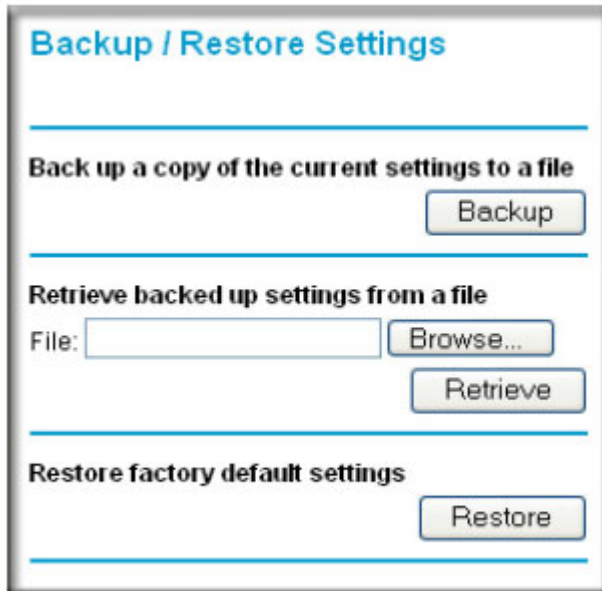 Backup / Restore Settings
Back up a copy of the current settings to a file
Backup
Retrieve backed up settings from a file
File: Browse...
Retrieve
Restore factory default settings
Restore